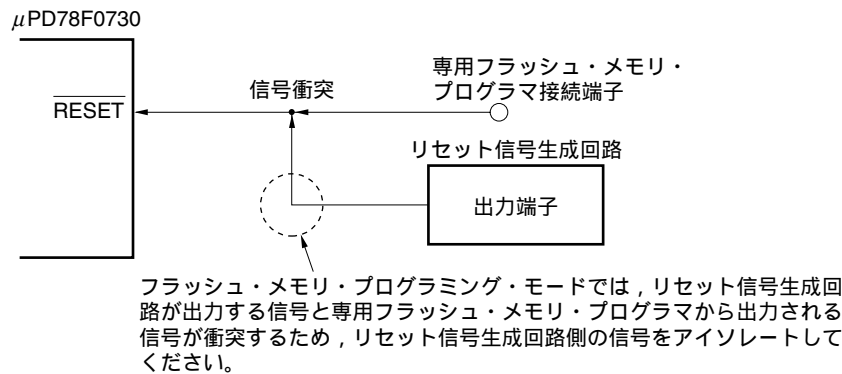 μPD78F0730
RESET
信号衝突
専用フラッシュ・メモリ・
プログラマ接続端子
リセット信号生成回路
出力端子
フラッシュ・メモリ・プログラミング・モードでは，リセット信号生成回
路が出力する信号と専用フラッシュ・メモリ・プログラマから出力される
信号が衝突するため，リセット信号生成回路側の信号をアイソレートして
ください。